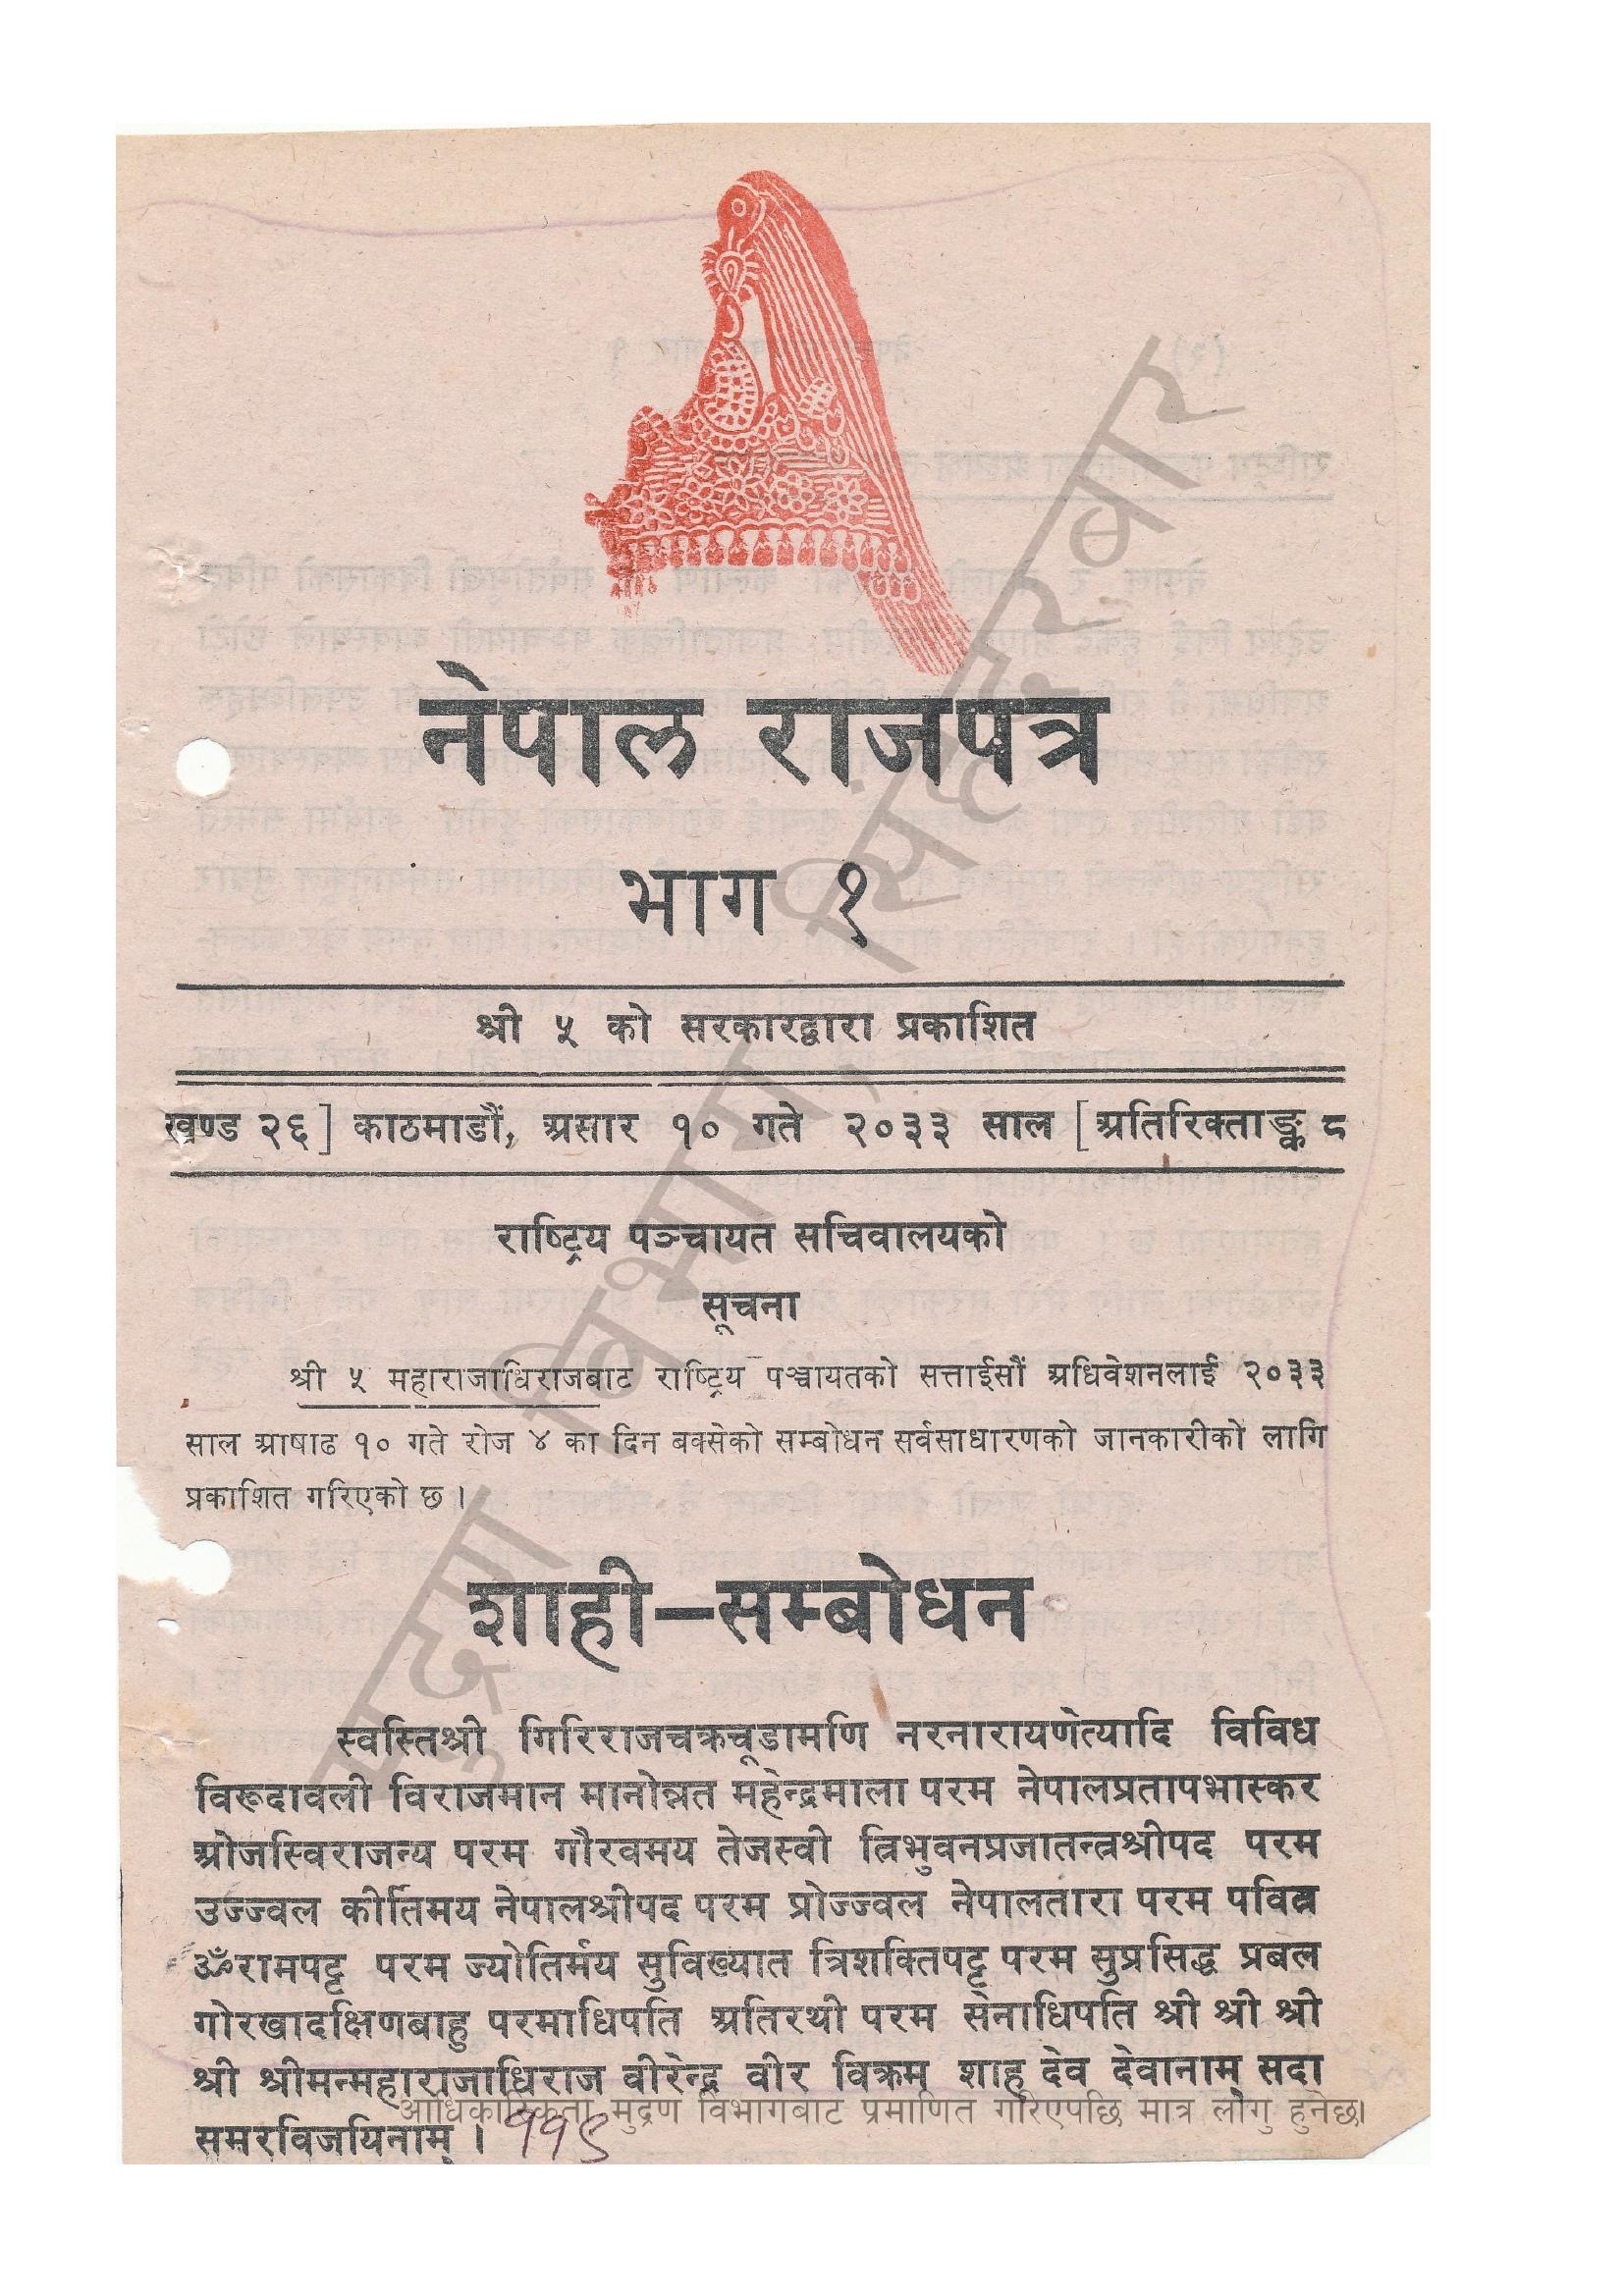 नेपाल राजपत्र
भाग १
श्री ५ को सरकारद्वारा प्रकाशित
खण्ड २६] काठमाडौं, असार १० गते २०३३ साल [अतिरिक्ताङ्क ८
राष्ट्रिय पञ्चायत सचिवालयको
सूचना
श्री ५ महाराजाधिराजबाट राष्ट्रिय पञ्चायतको सत्ताईसौं अधिवेशनलाई २०३३
साल आषाढ १० गते रोज ४ का दिन बक्सेको सम्बोधन सर्वसाधारणको जानकारीको लागि
प्रकाशित गरिएको छ।
शाही–सम्बोधन
स्वस्तिश्री गिरिराजचक्रचूडामणि नरनारायणेत्यादि विविध
विरूदावली विराजमान मानोन्नत महेन्द्रमाला परम नेपालप्रतापभास्कर
ओजस्विराजन्य परम गौरवमय तेजस्वी त्रिभुवनप्रजातन्त्रश्रीपद परम
उज्ज्वल कीर्तिमय नेपालश्रीपद परम प्रोज्ज्वल नेपालतारा परम पवित्र
ॐरामपट्ट परम ज्योतिर्मय सुविख्यात त्रिशक्तिपट्ट परम सुप्रसिद्ध प्रबल
गोरखादक्षिणबाहु परमाधिपति अतिरथी परम सेनाधिपति श्री श्री श्री
श्री श्रीमन्महाराजाधिराज वीरेन्द्र वीर विक्रम शाह देव देवानाम् सदा
समरविजयिनाम्। ११९
मुद्रण विभाग, सिंहदरबार
आधिकारिकता मुद्रण विभागबाट प्रमाणित गरिएपछि मात्र लागु हुनेछ।